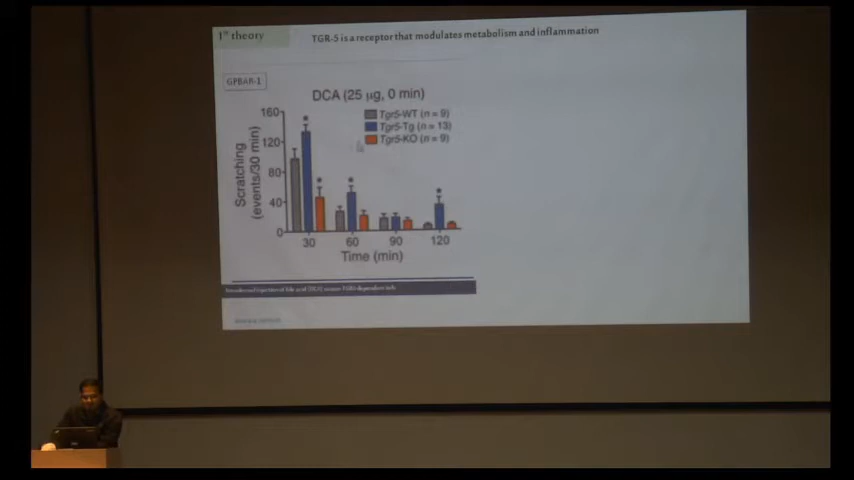 1st theory
TGR-5 is a receptor that modulates metabolism and inflammation
GPBAR-1
DCA (25 µg, 0 min)
Tgr5-WT (n = 9)
Tgr5-Tg (n = 13)
Tgr5-KO (n = 9)
Scratching
(events/30 min)
160
120
80
40
0
* * * *
30 60 90 120
Time (min)